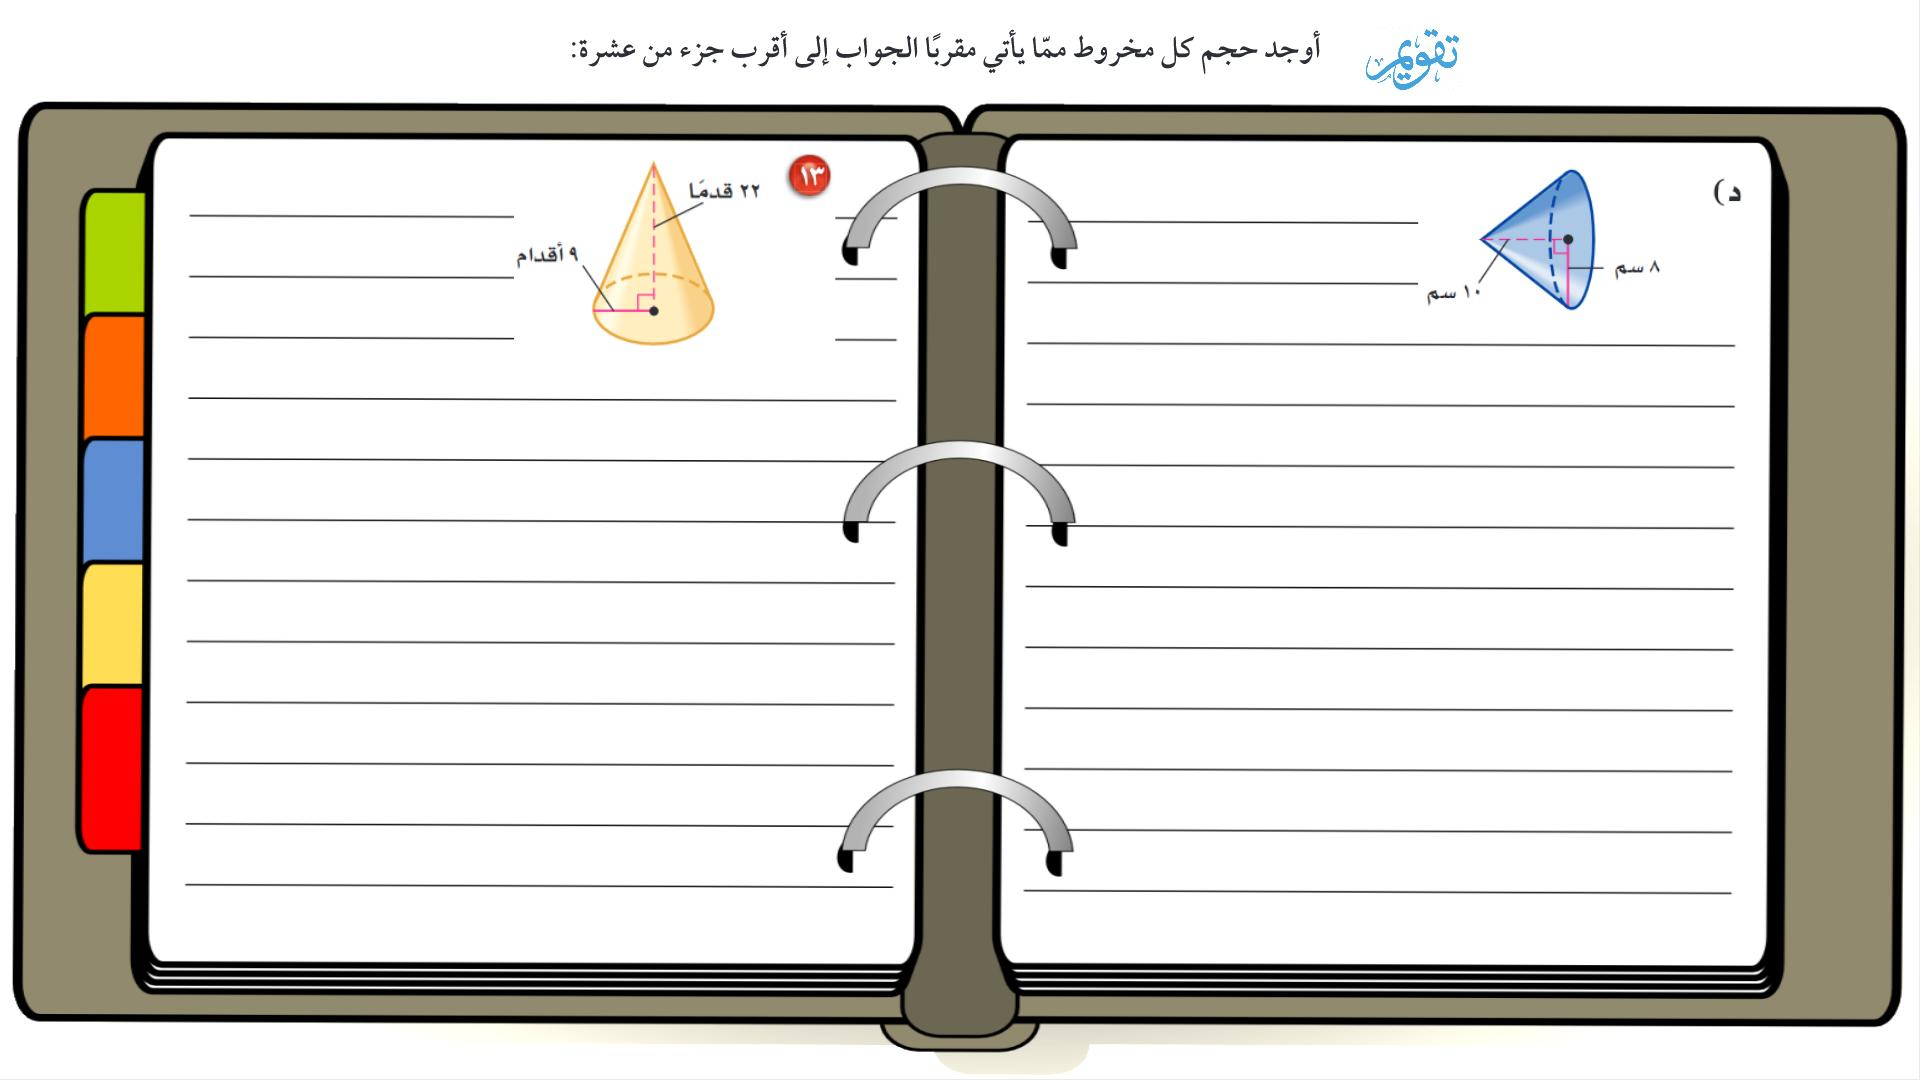 تقويم
أوجد حجم كل مخروط ممّا يأتي مقربًا الجواب إلى أقرب جزء من عشرة:
د)
٨ سم
١٠ سم
١٣
٢٢ قدمًا
٩ أقدام